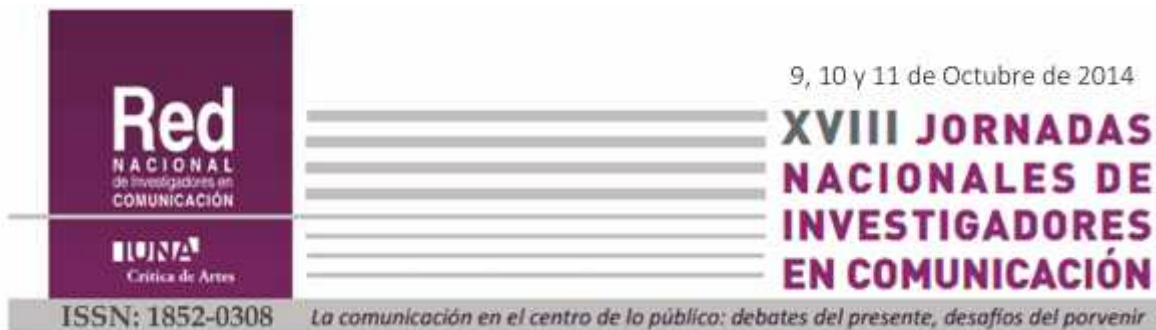 Red
NACIONAL
de Investigadores en
COMUNICACIÓN
IUNA
Crítica de Artes
9, 10 y 11 de Octubre de 2014
XVIII JORNADAS
NACIONALES DE
INVESTIGADORES
EN COMUNICACIÓN
ISSN: 1852-0308
La comunicación en el centro de lo público: debates del presente, desafíos del porvenir